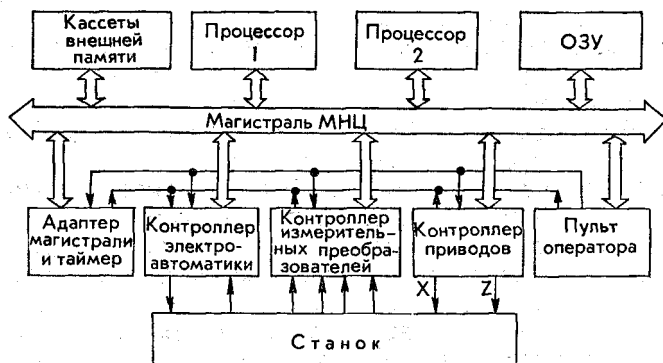 Кассеты
внешней
памяти
Процессор
1
Процессор
2
ОЗУ
Магистраль МНЦ
Адаптер
магистрали
и таймер
Контроллер
электро-
автоматики
Контроллер
измеритель-
ных преобра-
зователей
Контроллер
приводов
Пульт
оператора
X
Z
Станок